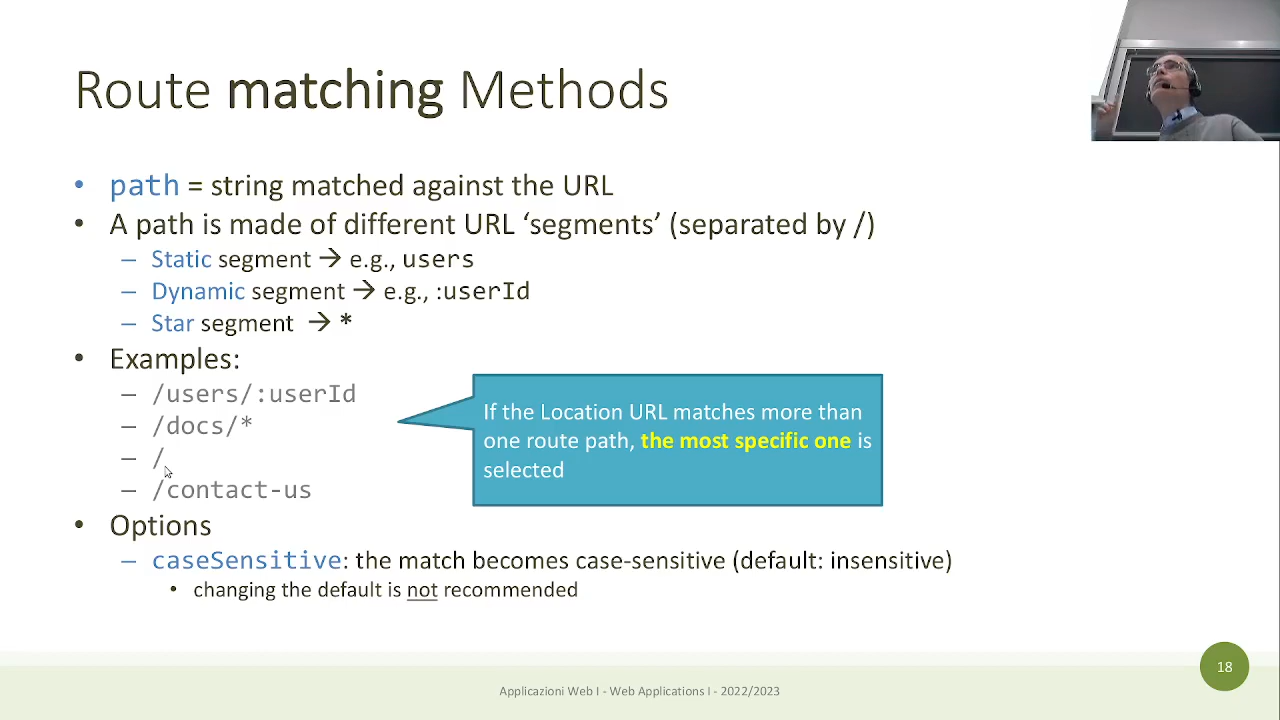 Route matching Methods
• path = string matched against the URL
• A path is made of different URL ‘segments’ (separated by /)
– Static segment → e.g., users
– Dynamic segment → e.g., :userId
– Star segment → *
• Examples:
– /users/:userId
– /docs/*
– /
– /contact-us
If the Location URL matches more than
one route path, the most specific one is
selected
• Options
– caseSensitive: the match becomes case-sensitive (default: insensitive)
• changing the default is not recommended
18
Applicazioni Web I - Web Applications I - 2022/2023